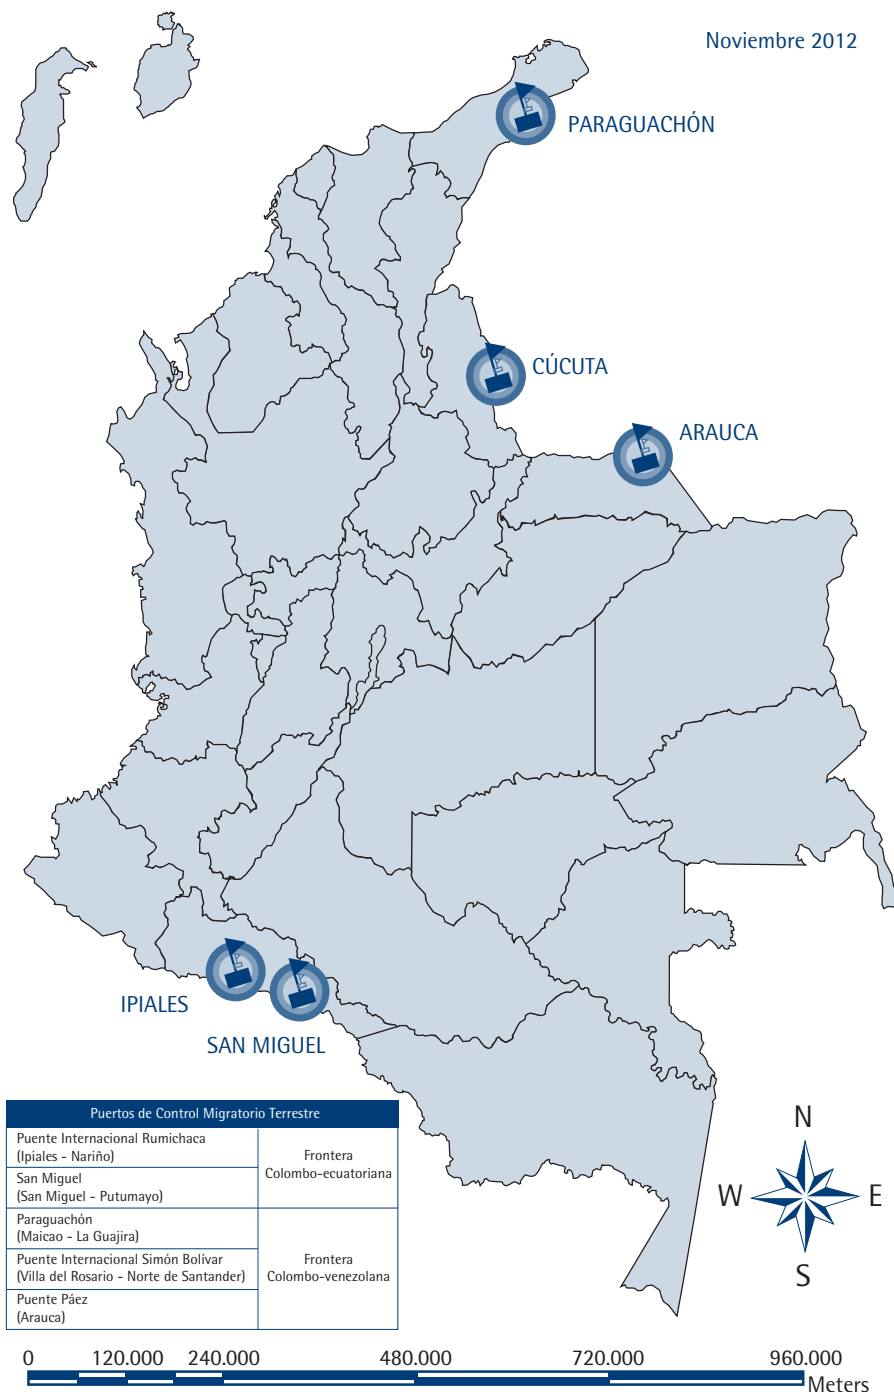 Noviembre 2012
PARAGUACHÓN
CÚCUTA
ARAUCA
IPIALES
SAN MIGUEL
Puertos de Control Migratorio Terrestre
Puente Internacional Rumichaca
(Ipiales - Nariño)
Frontera
Colombo-ecuatoriana
San Miguel
(San Miguel - Putumayo)
Paraguachón
(Maicao - La Guajira)
Puente Internacional Simón Bolívar
(Villa del Rosario - Norte de Santander)
Frontera
Colombo-venezolana
Puente Páez
(Arauca)
N
W
E
S
0 120.000 240.000 480.000 720.000 960.000
Meters